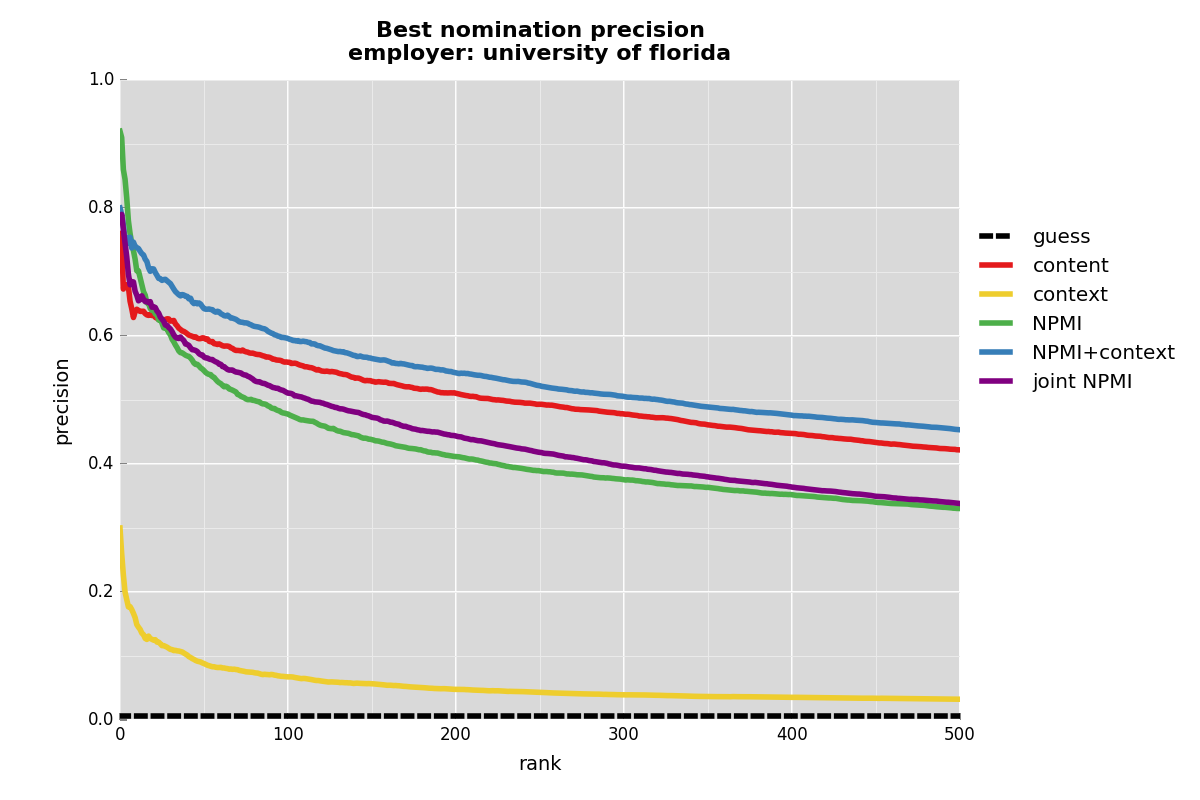 Best nomination precision
employer: university of florida
precision
1.0
0.8
0.6
0.4
0.2
0.0
0 100 200 300 400 500
rank
guess
content
context
NPMI
NPMI+context
joint NPMI